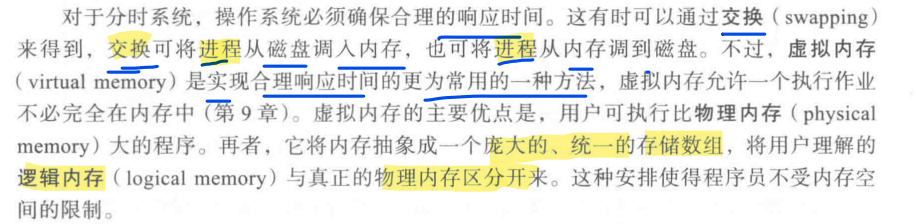 对于分时系统，操作系统必须确保合理的响应时间。这有时可以通过交换（swapping）
来得到，交换可将进程从磁盘调入内存，也可将进程从内存调到磁盘。不过，虚拟内存
（virtual memory）是实现合理响应时间的更为常用的一种方法，虚拟内存允许一个执行作业
不必完全在内存中（第 9 章）。虚拟内存的主要优点是，用户可执行比物理内存（physical
memory）大的程序。再者，它将内存抽象成一个庞大的、统一的存储数组，将用户理解的
逻辑内存（logical memory）与真正的物理内存区分开来。这种安排使得程序员不受内存空
间的限制。